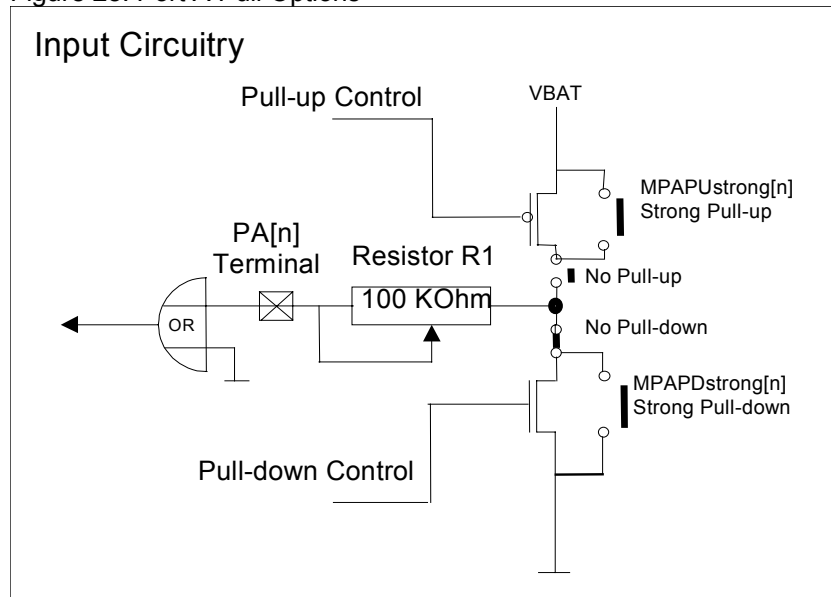 Input Circuitry
Pull-up Control
VBAT
MPAPUstrong[n]
Strong Pull-up
PA[n]
Terminal
Resistor R1
No Pull-up
100 KOhm
No Pull-down
OR
MPAPDstrong[n]
Strong Pull-down
Pull-down Control